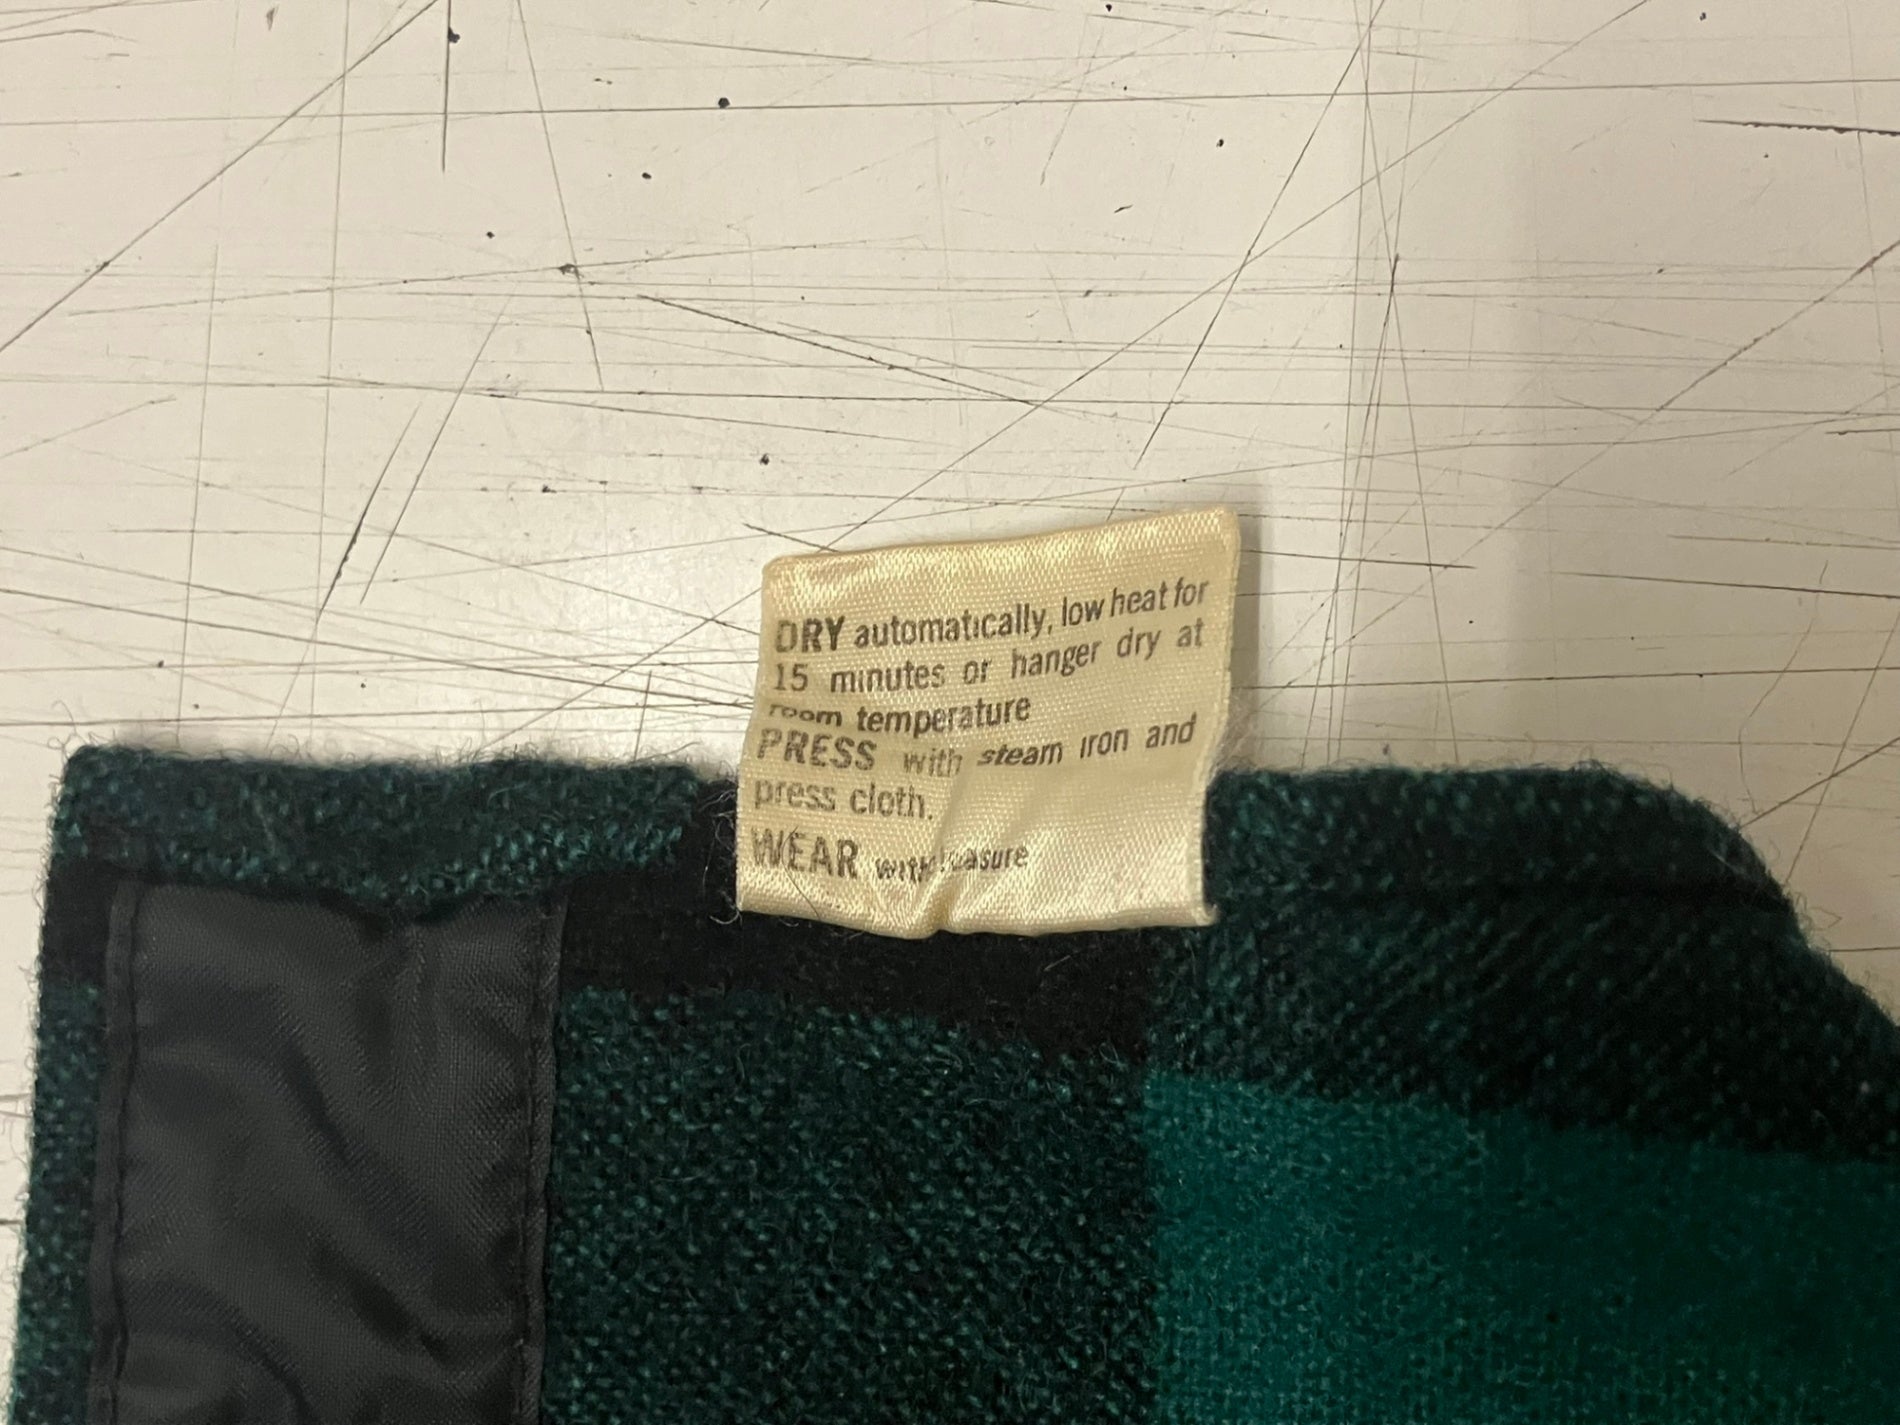 DRY automatically, low heat for
15 minutes or hanger dry at
room temperature
PRESS with steam iron and
press cloth.
WEAR with